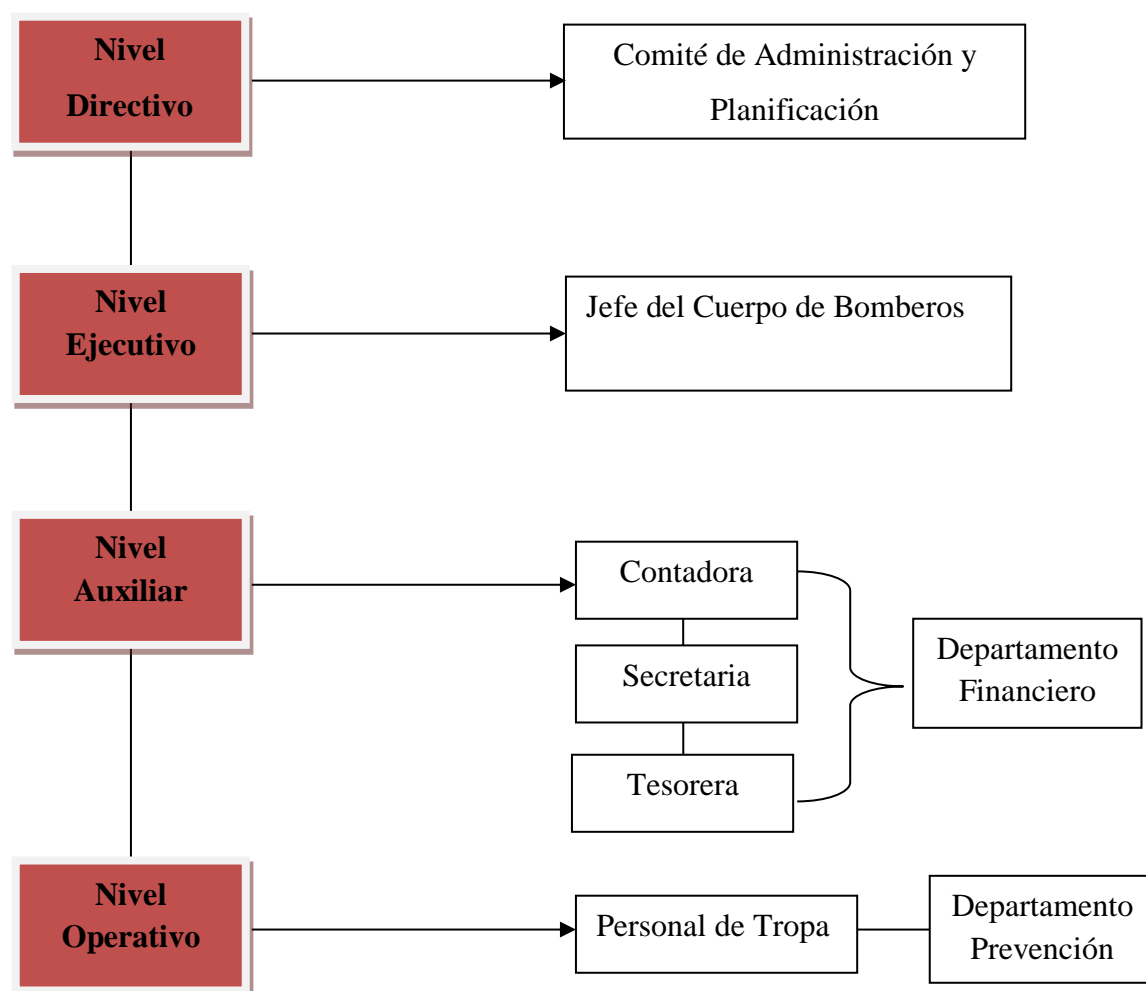 Nivel
Directivo
Comité de Administración y
Planificación
Nivel
Ejecutivo
Jefe del Cuerpo de Bomberos
Nivel
Auxiliar
Contadora
Secretaria
Tesorera
Departamento
Financiero
Nivel
Operativo
Personal de Tropa
Departamento
Prevención